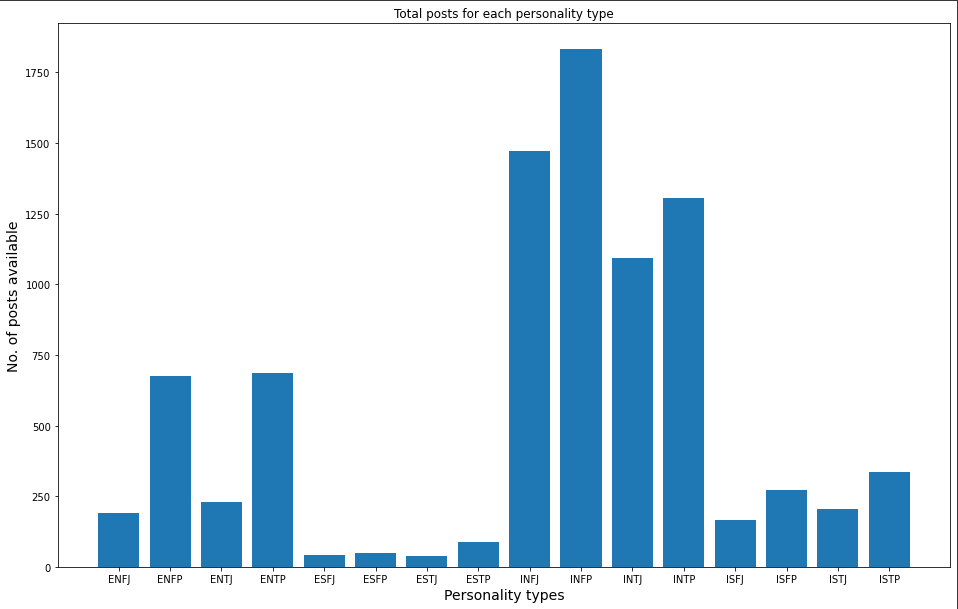 Total posts for each personality type
No. of posts available
1750
1500
1250
1000
750
500
250
0
ENFJ ENFP ENTJ ENTP ESFJ ESFP ESTJ ESTP INFJ INFP INTJ INTP ISFJ ISFP ISTJ ISTP
Personality types